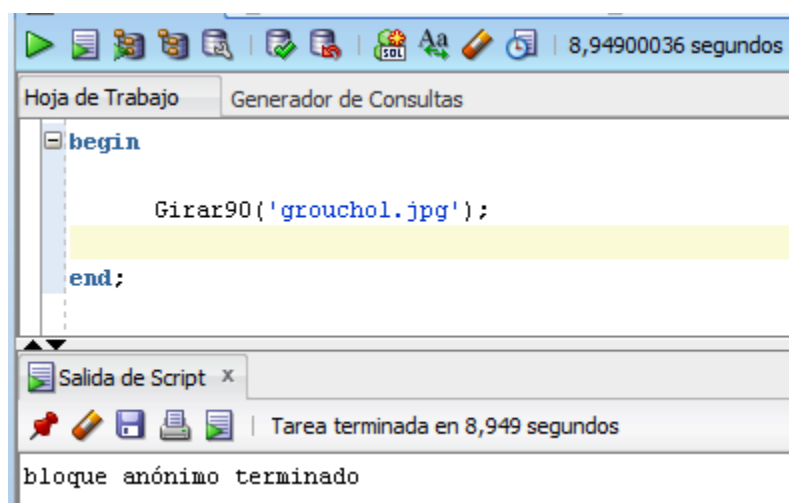 8,94900036 segundos
Hoja de Trabajo Generador de Consultas
begin
Girar90('groucho1.jpg');
end;
Salida de Script x
Tarea terminada en 8,949 segundos
bloque anónimo terminado